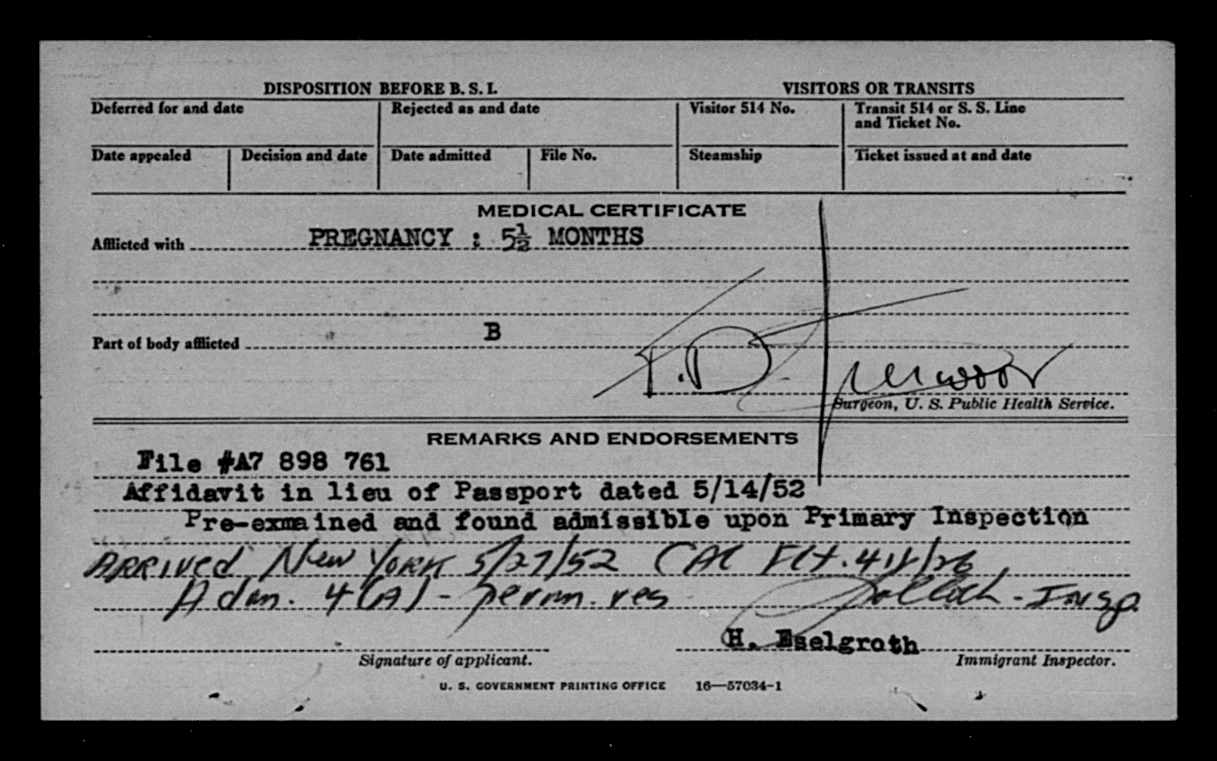 DISPOSITION BEFORE B. S. I. VISITORS OR TRANSITS
Deferred for and date Rejected as and date Visitor 514 No. Transit 514 or S. S. Line
and Ticket No.
Date appealed Decision and date Date admitted File No. Steamship Ticket issued at and date
MEDICAL CERTIFICATE
Afflicted with PREGNANCY : 5½ MONTHS
Part of body afflicted B
Surgeon, U. S. Public Health Service.
REMARKS AND ENDORSEMENTS
File #A7 898 761
Affidavit in lieu of Passport dated 5/14/52
Pre-exmained and found admissible upon Primary Inspection
ARRIVED New York 5/27/52 Flt.
Adm. 4(A) - perm. res - Insp.
H. Eselgroth
Signature of applicant. Immigrant Inspector.
U. S. GOVERNMENT PRINTING OFFICE 16—57034-1